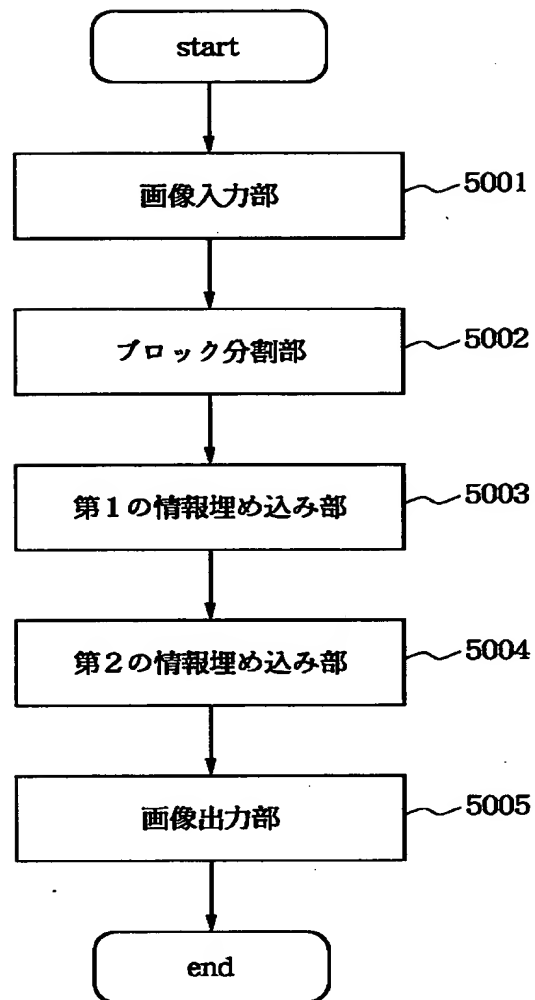 start
画像入力部
5001
ブロック分割部
5002
第1の情報埋め込み部
5003
第2の情報埋め込み部
5004
画像出力部
5005
end